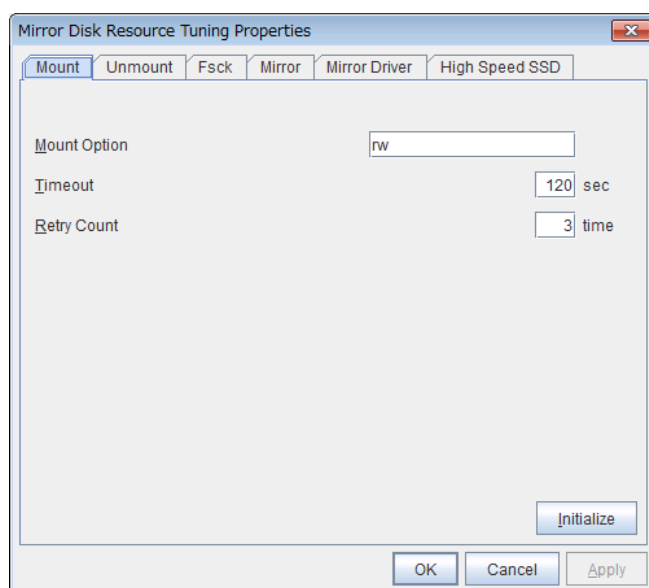 Mirror Disk Resource Tuning Properties
Mount Unmount Fsck Mirror Mirror Driver High Speed SSD
Mount Option rw
Timeout 120 sec
Retry Count 3 time
Initialize
OK Cancel Apply